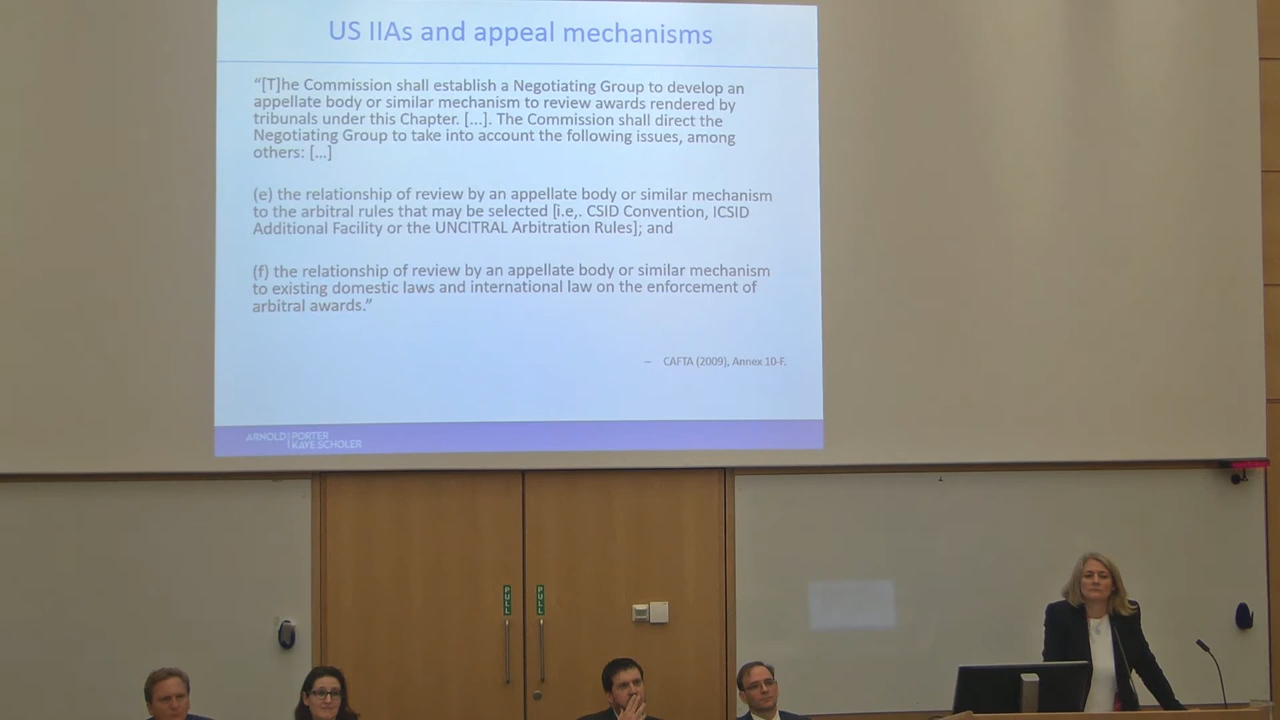 US IIAs and appeal mechanisms
“[T]he Commission shall establish a Negotiating Group to develop an
appellate body or similar mechanism to review awards rendered by
tribunals under this Chapter. [...]. The Commission shall direct the
Negotiating Group to take into account the following issues, among
others: [...]
(e) the relationship of review by an appellate body or similar mechanism
to the arbitral rules that may be selected [i.e,. CSID Convention, ICSID
Additional Facility or the UNCITRAL Arbitration Rules]; and
(f) the relationship of review by an appellate body or similar mechanism
to existing domestic laws and international law on the enforcement of
arbitral awards.”
– CAFTA (2009), Annex 10-F.
ARNOLD PORTER
KAYE SCHOLER
PULL
PULL